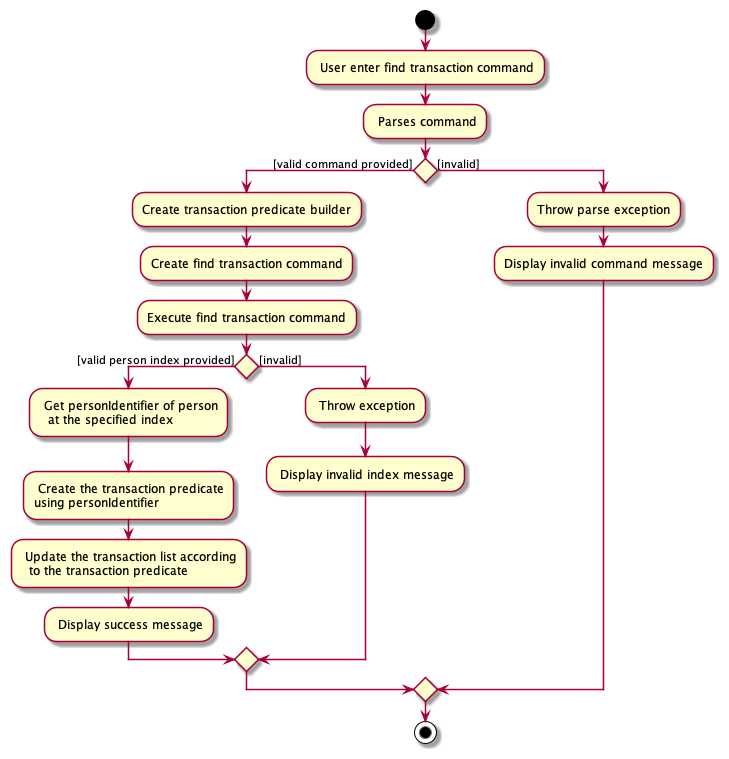 User enter find transaction command
Parses command
[valid command provided]
[invalid]
Create transaction predicate builder
Throw parse exception
Create find transaction command
Display invalid command message
Execute find transaction command
[valid person index provided]
[invalid]
Get personIdentifier of person
at the specified index
Throw exception
Display invalid index message
Create the transaction predicate
using personIdentifier
Update the transaction list according
to the transaction predicate
Display success message